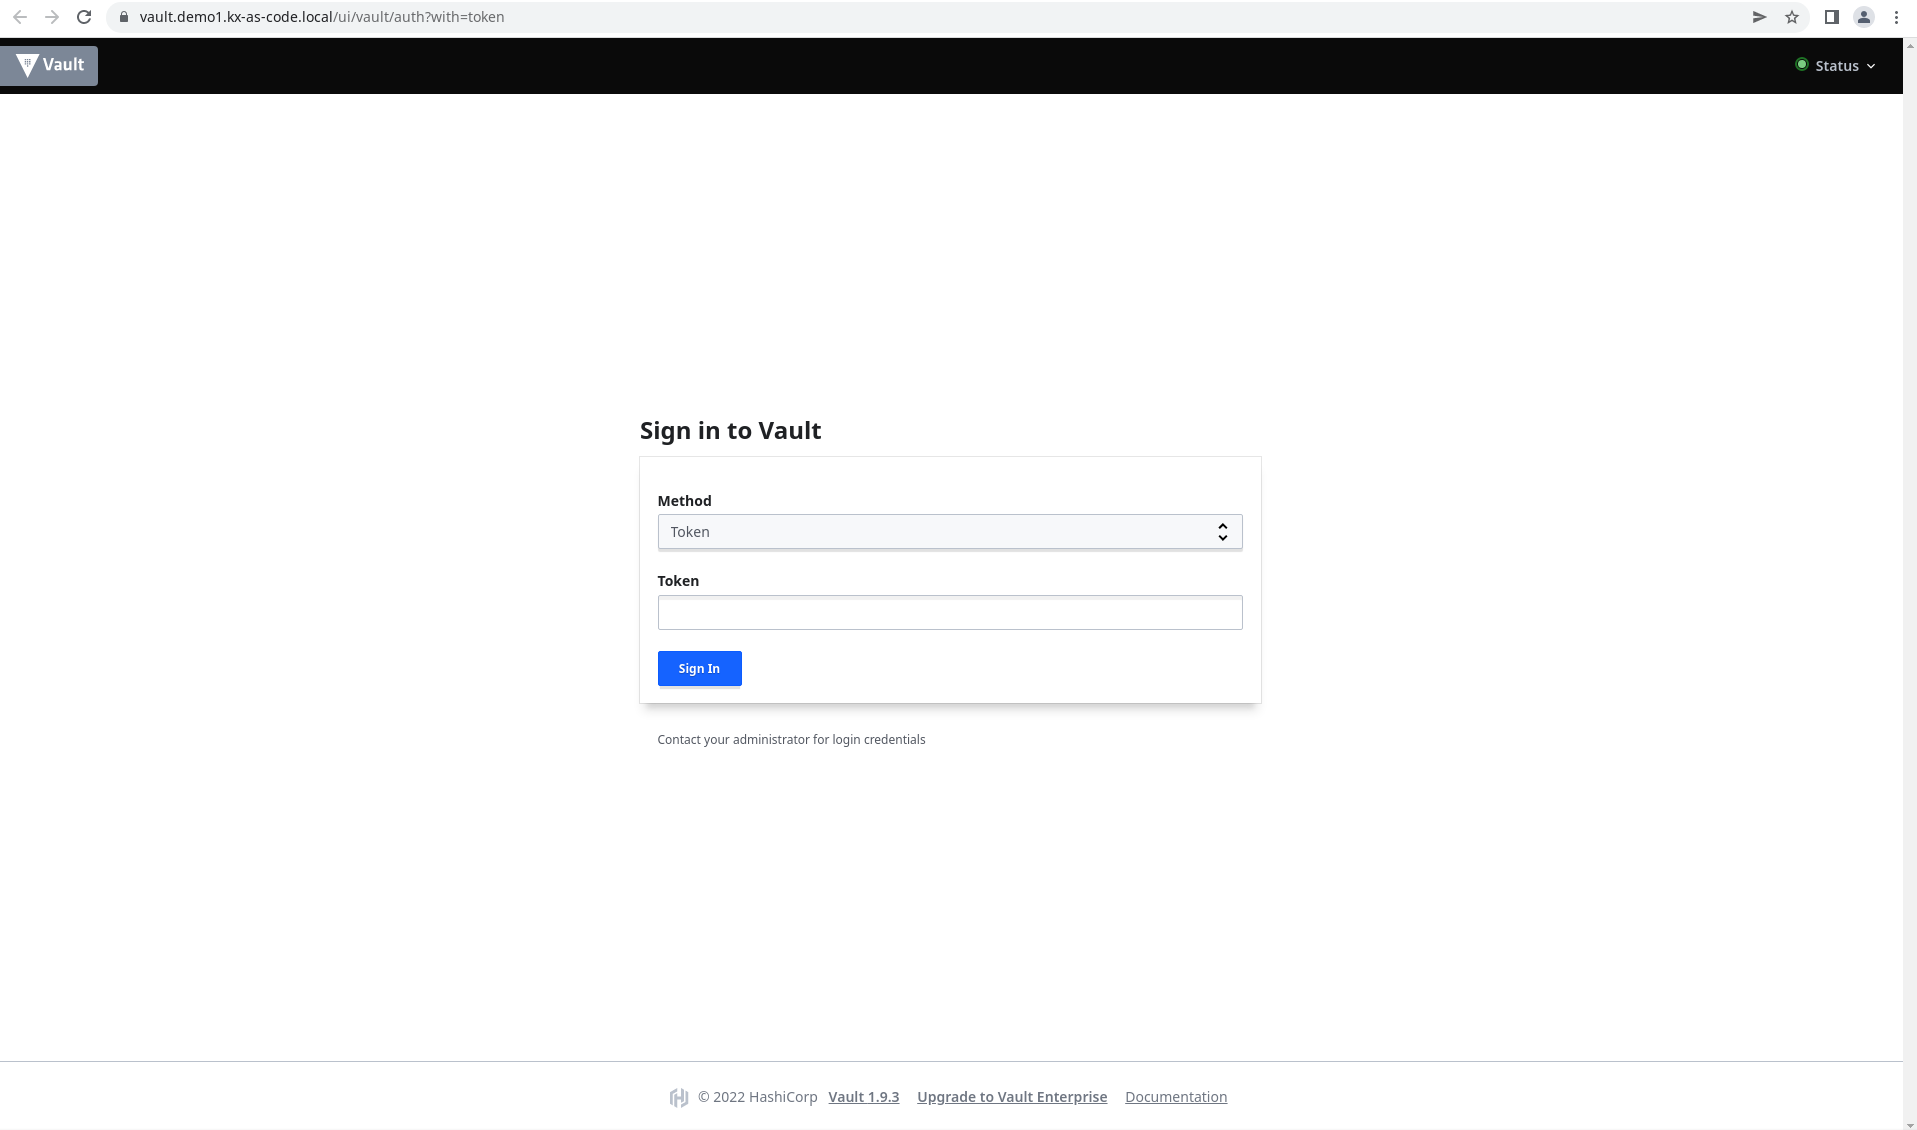 vault.demo1.kx-as-code.local/ui/vault/auth?with=token
Vault
Status
Sign in to Vault
Method
Token
Token
Sign In
Contact your administrator for login credentials
© 2022 HashiCorp Vault 1.9.3 Upgrade to Vault Enterprise Documentation